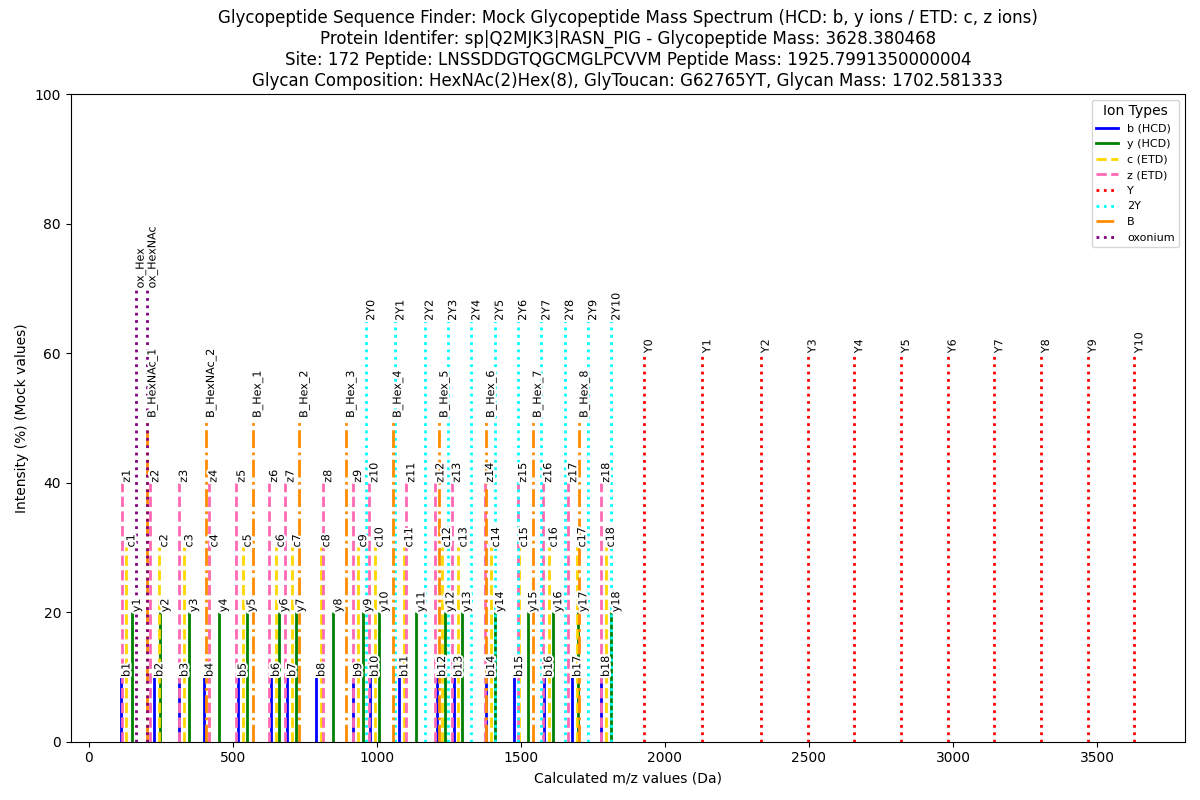 Glycopeptide Sequence Finder: Mock Glycopeptide Mass Spectrum (HCD: b, y ions / ETD: c, z ions)
Protein Identifer: sp|Q2MJK3|RASN_PIG - Glycopeptide Mass: 3628.380468
Site: 172 Peptide: LNSSDDGTQGCMGLPCVVM Peptide Mass: 1925.7991350000004
Glycan Composition: HexNAc(2)Hex(8), GlyToucan: G62765YT, Glycan Mass: 1702.581333
100
80
60
40
20
0
Intensity (%) (Mock values)
Ion Types
b (HCD)
y (HCD)
c (ETD)
z (ETD)
Y
2Y
B
oxonium
ox_Hex
ox_HexNAc
2Y0
2Y1
2Y2
2Y3
2Y4
2Y5
2Y6
2Y7
2Y8
2Y9
2Y10
Y0
Y1
Y2
Y3
Y4
Y5
Y6
Y7
Y8
Y9
Y10
B_HexNAc_1
B_HexNAc_2
B_Hex_1
B_Hex_2
B_Hex_3
B_Hex_4
B_Hex_5
B_Hex_6
B_Hex_7
B_Hex_8
z1
z2
z3
z4
z5
z6
z7
z8
z9
z10
z11
z12
z13
z14
z15
z16
z17
z18
c1
c2
c3
c4
c5
c6
c7
c8
c9
c10
c11
c12
c13
c14
c15
c16
c17
c18
y1
y2
y3
y4
y5
y6
y7
y8
y9
y10
y11
y12
y13
y14
y15
y16
y17
y18
b1
b2
b3
b4
b5
b6
b7
b8
b9
b10
b11
b12
b13
b14
b15
b16
b17
b18
0
500
1000
1500
2000
2500
3000
3500
Calculated m/z values (Da)